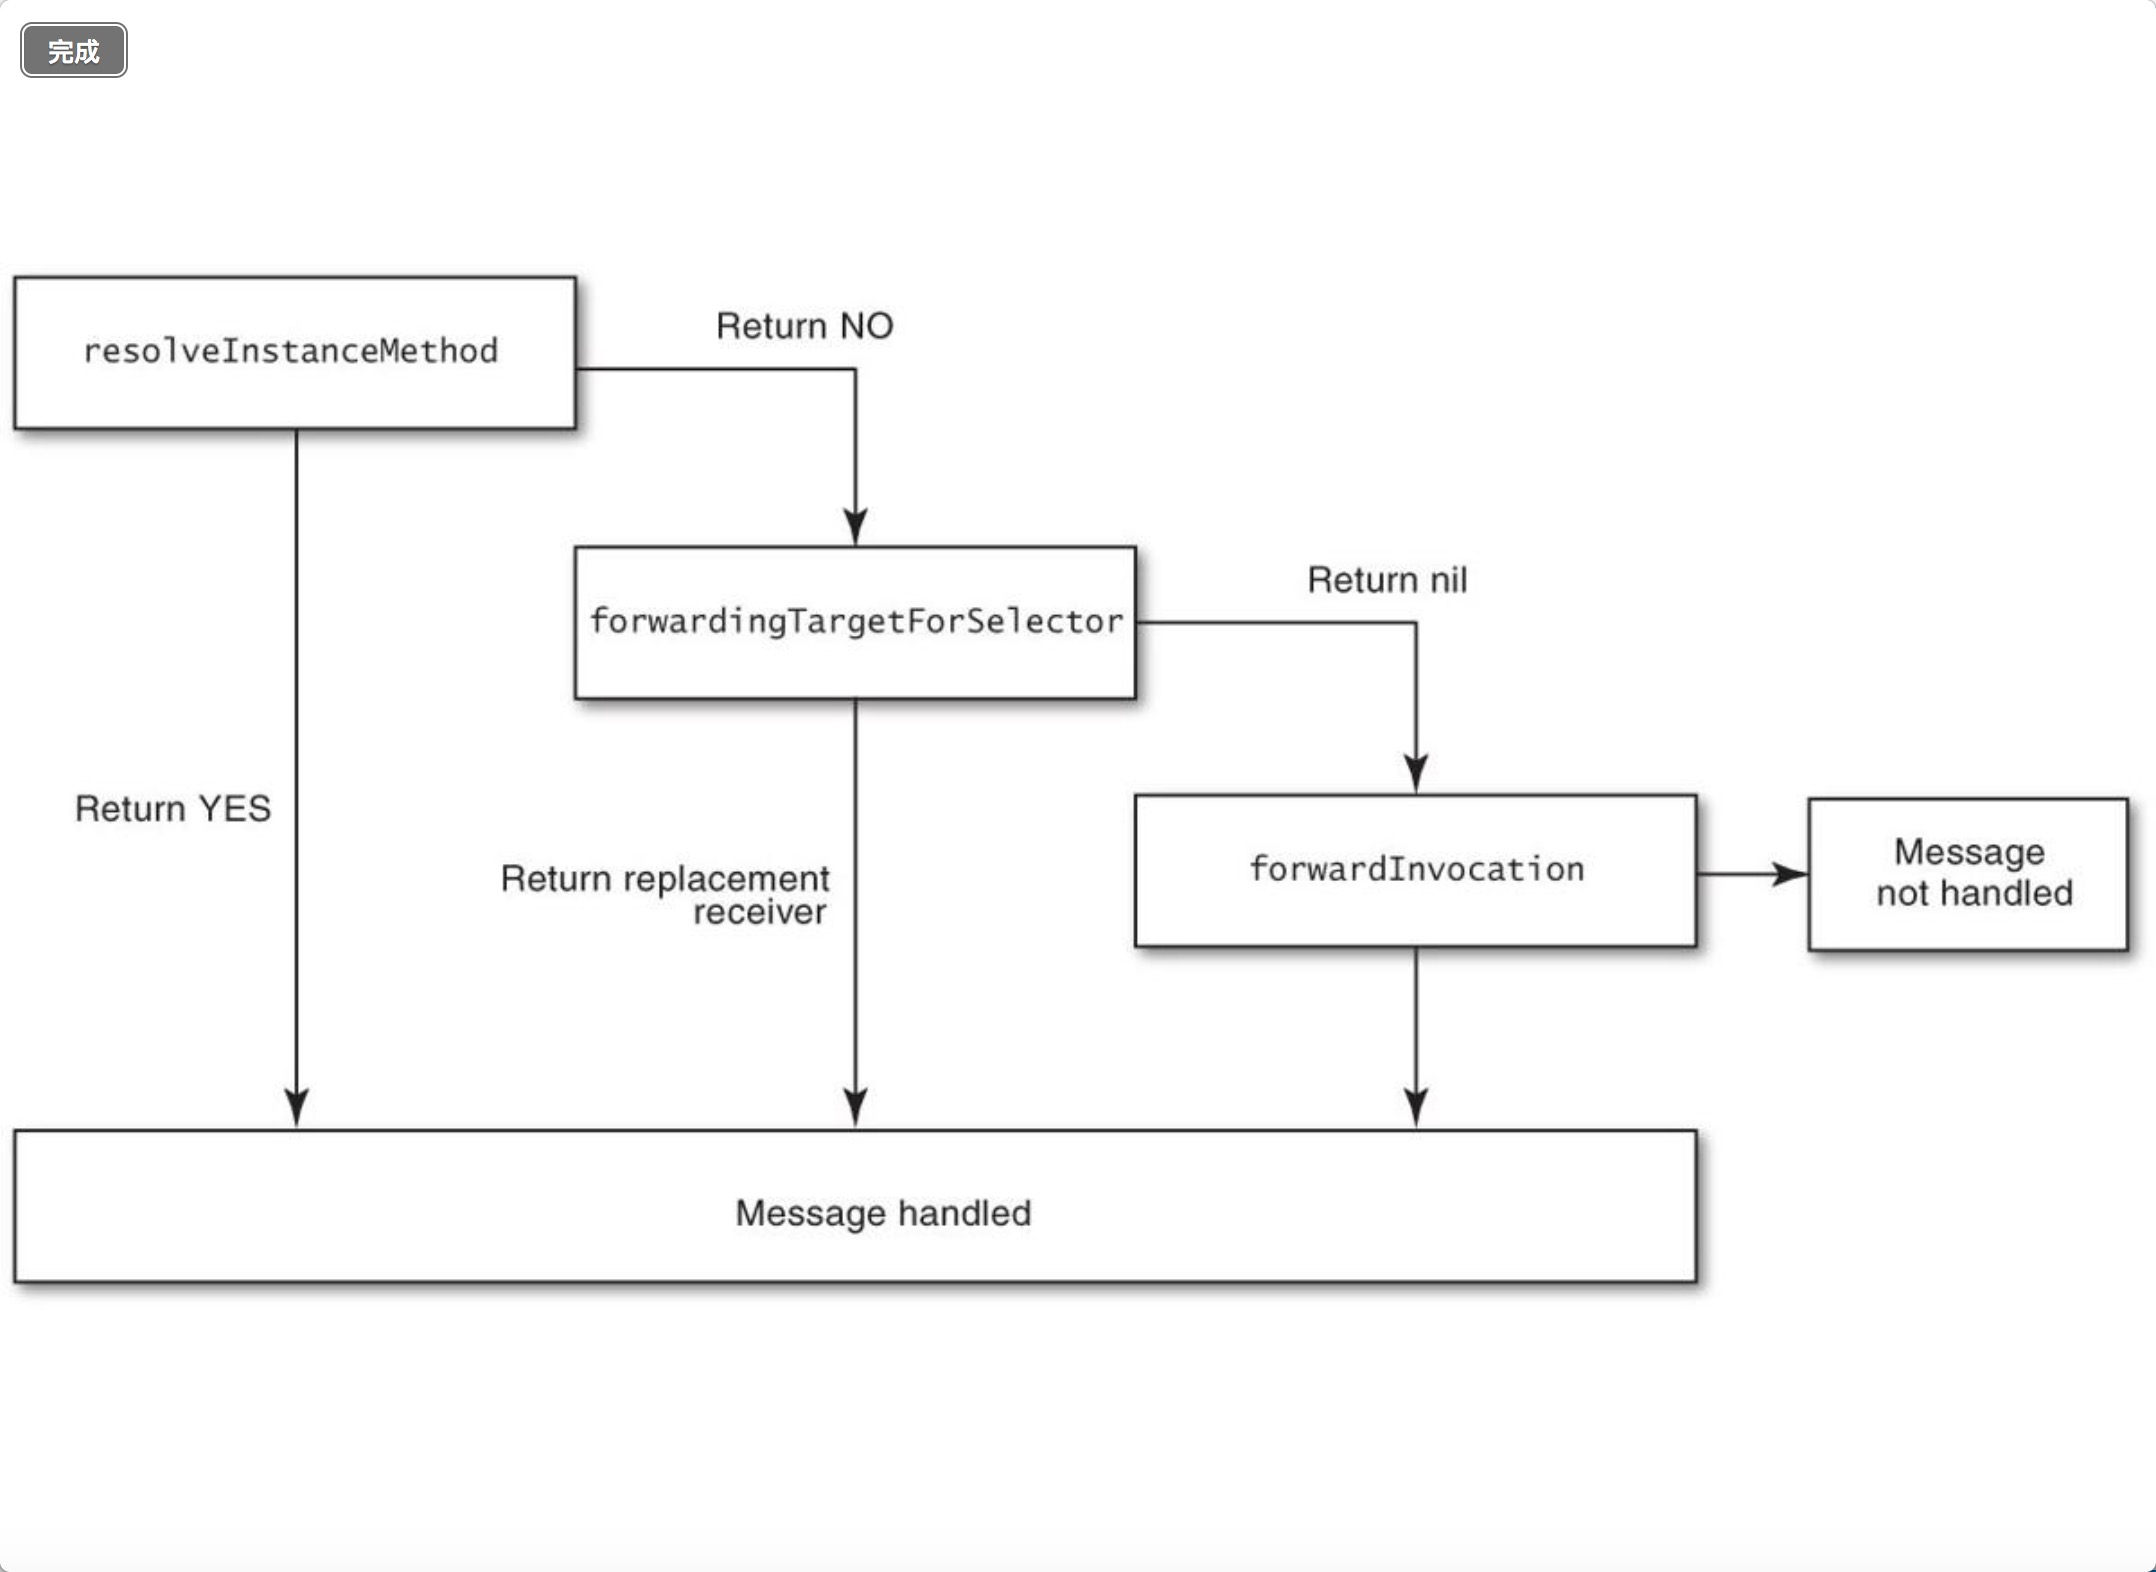 完成
resolveInstanceMethod
Return NO
forwardingTargetForSelector
Return nil
Return YES
Return replacement
receiver
forwardInvocation
Message
not handled
Message handled